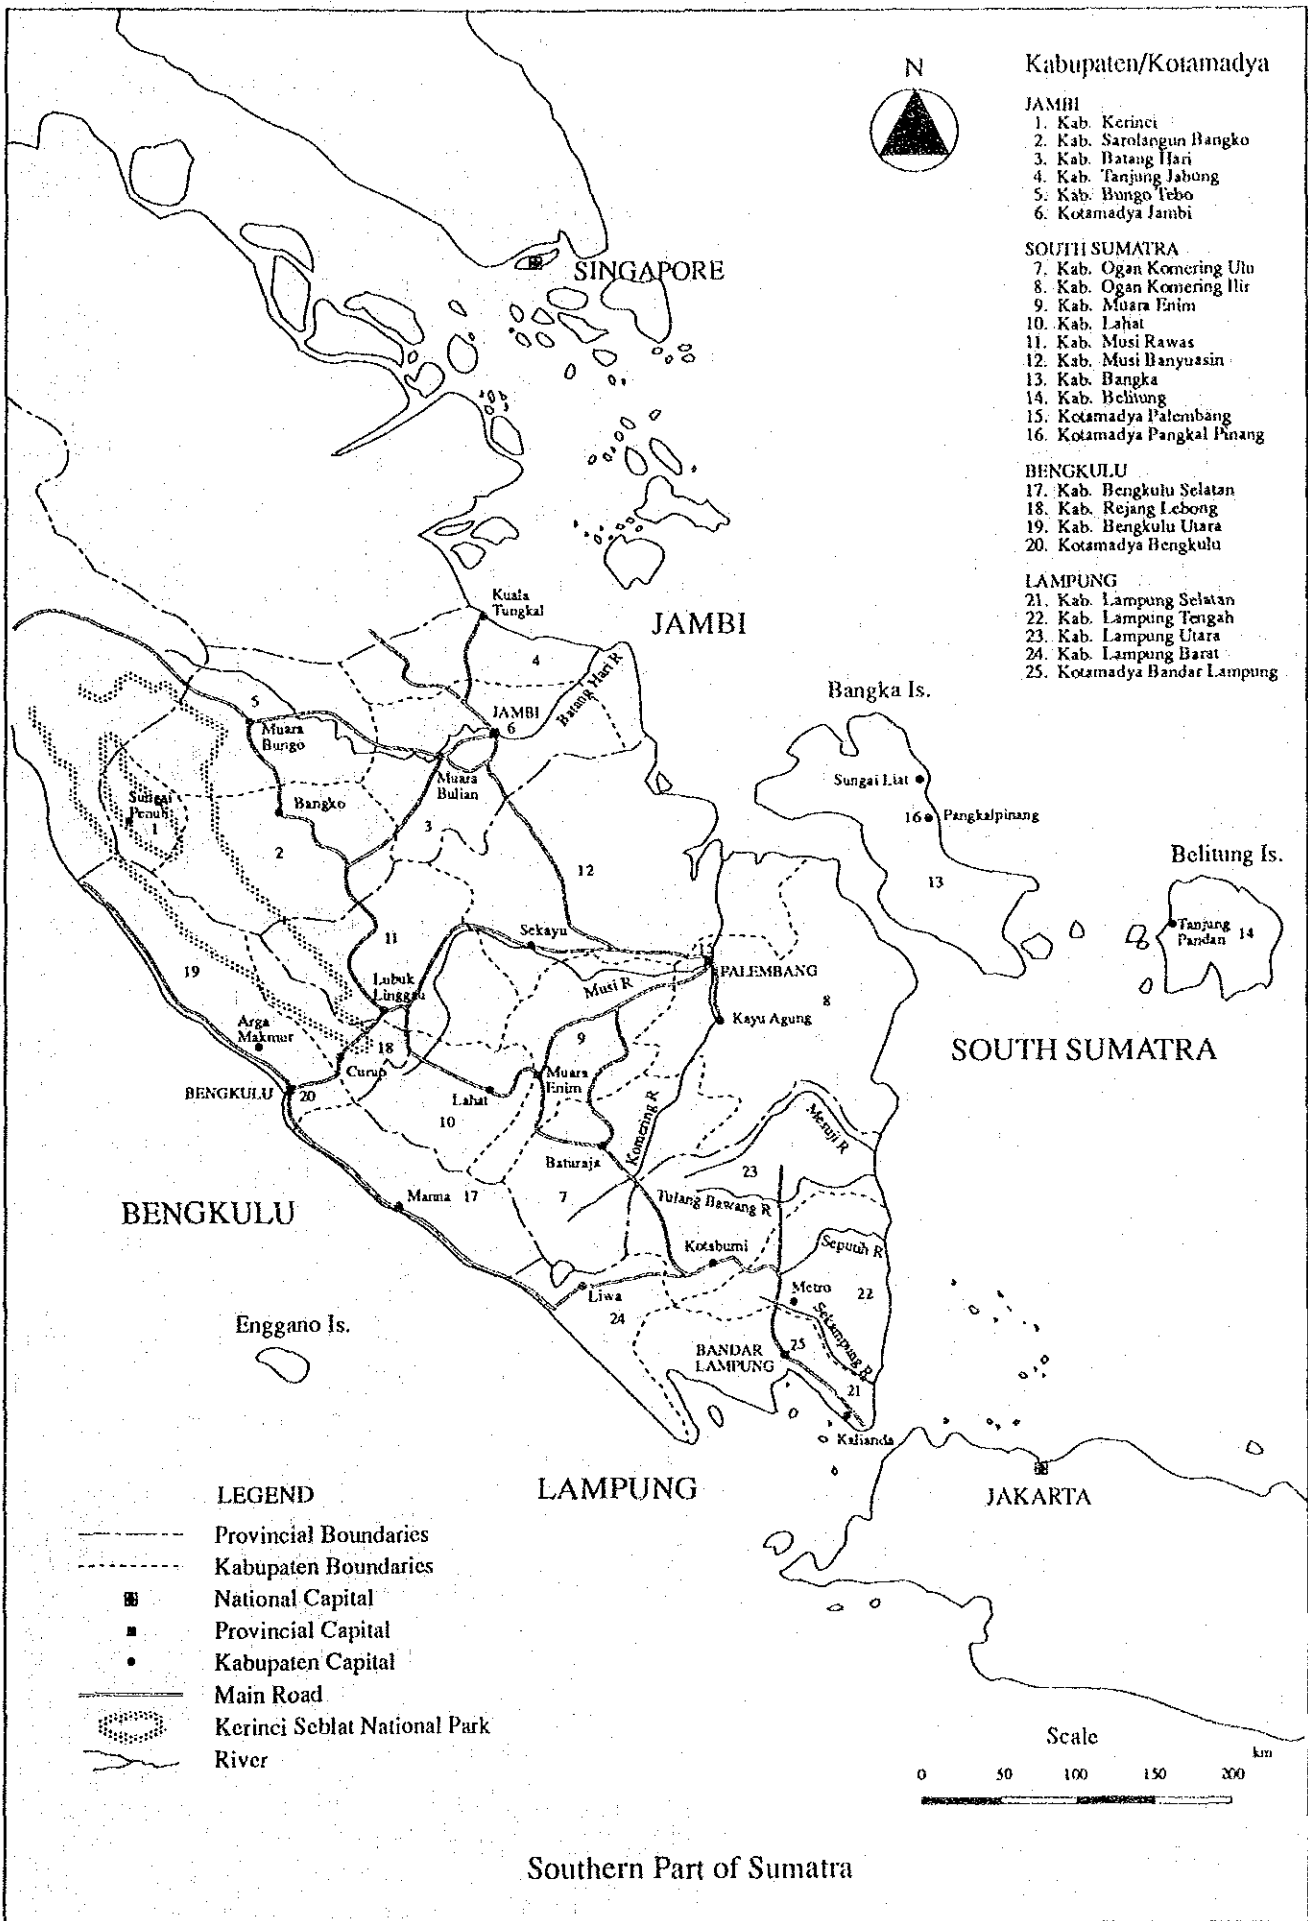 N
Kabupaten/Kotamadya
JAMBI
1. Kab. Kerinci
2. Kab. Sarolangun Bangko
3. Kab. Batang Hari
4. Kab. Tanjung Jabung
5. Kab. Bungo Tebo
6. Kotamadya Jambi
SOUTH SUMATRA
7. Kab. Ogan Komering Ulu
8. Kab. Ogan Komering Ilir
9. Kab. Muara Enim
10. Kab. Lahat
11. Kab. Musi Rawas
12. Kab. Musi Banyuasin
13. Kab. Bangka
14. Kab. Belitung
15. Kotamadya Palembang
16. Kotamadya Pangkal Pinang
BENGKULU
17. Kab. Bengkulu Selatan
18. Kab. Rejang Lebong
19. Kab. Bengkulu Utara
20. Kotamadya Bengkulu
LAMPUNG
21. Kab. Lampung Selatan
22. Kab. Lampung Tengah
23. Kab. Lampung Utara
24. Kab. Lampung Barat
25. Kotamadya Bandar Lampung
SINGAPORE
Kuala
Tungkal
JAMBI
4
Batang Hari R
5
Muara
Bungo
JAMBI
6
Muara
Bulian
Bangka Is.
Sungai Liat
16
Pangkalpinang
13
Sungai
Penuh
1
Bangko
2
3
12
Belitung Is.
Tanjung
Pandan
14
11
Sekayu
15
PALEMBANG
19
Lubuk
Linggau
Musi R
8
Kayu Agung
Arga
Makmur
18
Curup
9
SOUTH SUMATRA
BENGKULU
20
Lahat
Muara
Enim
10
Komering R
Mesuji R
Baturaja
23
BENGKULU
Manna
17
7
Tulang Bawang R
Kotabumi
Seputih R
Liwa
Metro
22
24
Sekampung R
Enggano Is.
BANDAR
LAMPUNG
25
21
Kalianda
LAMPUNG
JAKARTA
LEGEND
Provincial Boundaries
Kabupaten Boundaries
National Capital
Provincial Capital
Kabupaten Capital
Main Road
Kerinci Seblat National Park
River
Scale
km
0 50 100 150 200
Southern Part of Sumatra